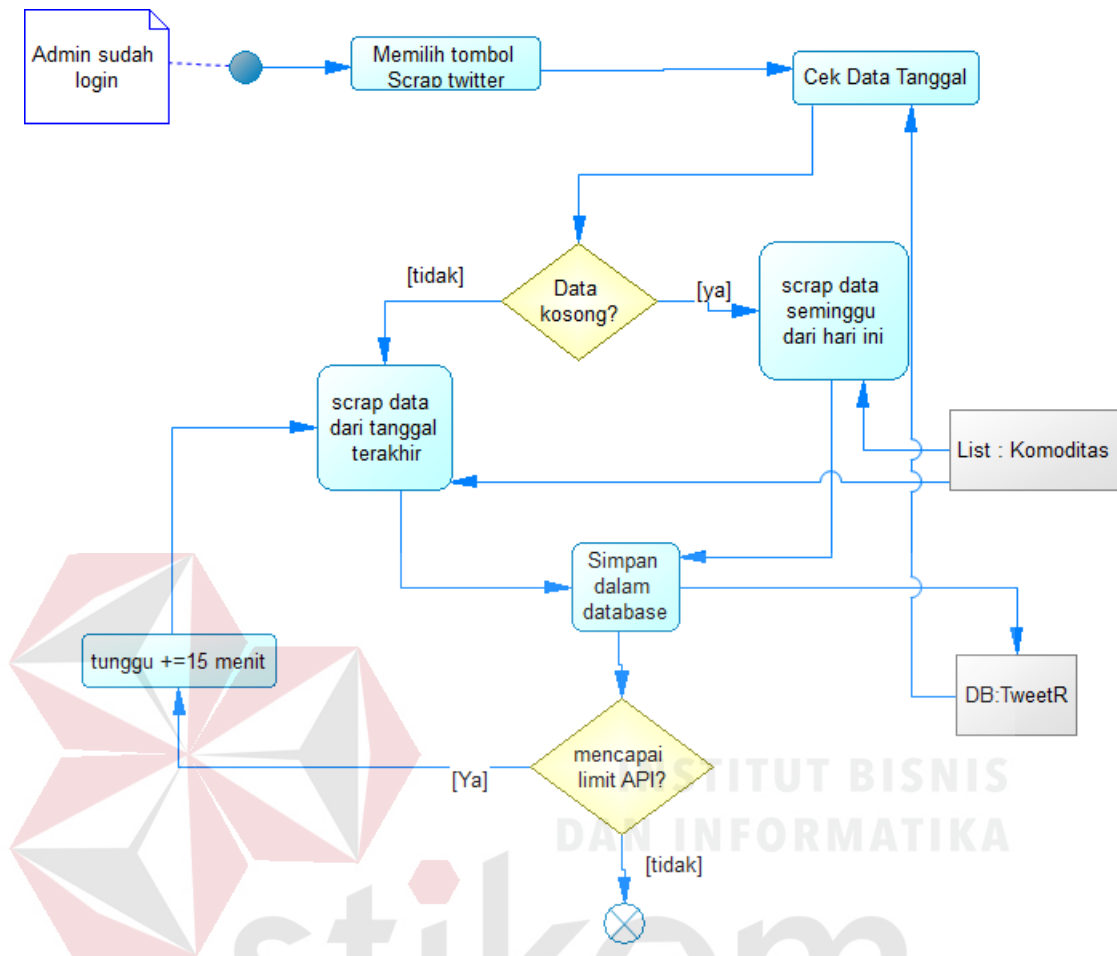 Admin sudah
login
Memilih tombol
Scrap twitter
Cek Data Tanggal
Data
kosong?
[tidak]
[ya]
scrap data
seminggu
dari hari ini
scrap data
dari tanggal
terakhir
List : Komoditas
Simpan
dalam
database
tunggu +=15 menit
DB:TweetR
mencapai
limit API?
[Ya]
[tidak]
INSTITUT BISNIS
DAN INFORMATIKA
stikom